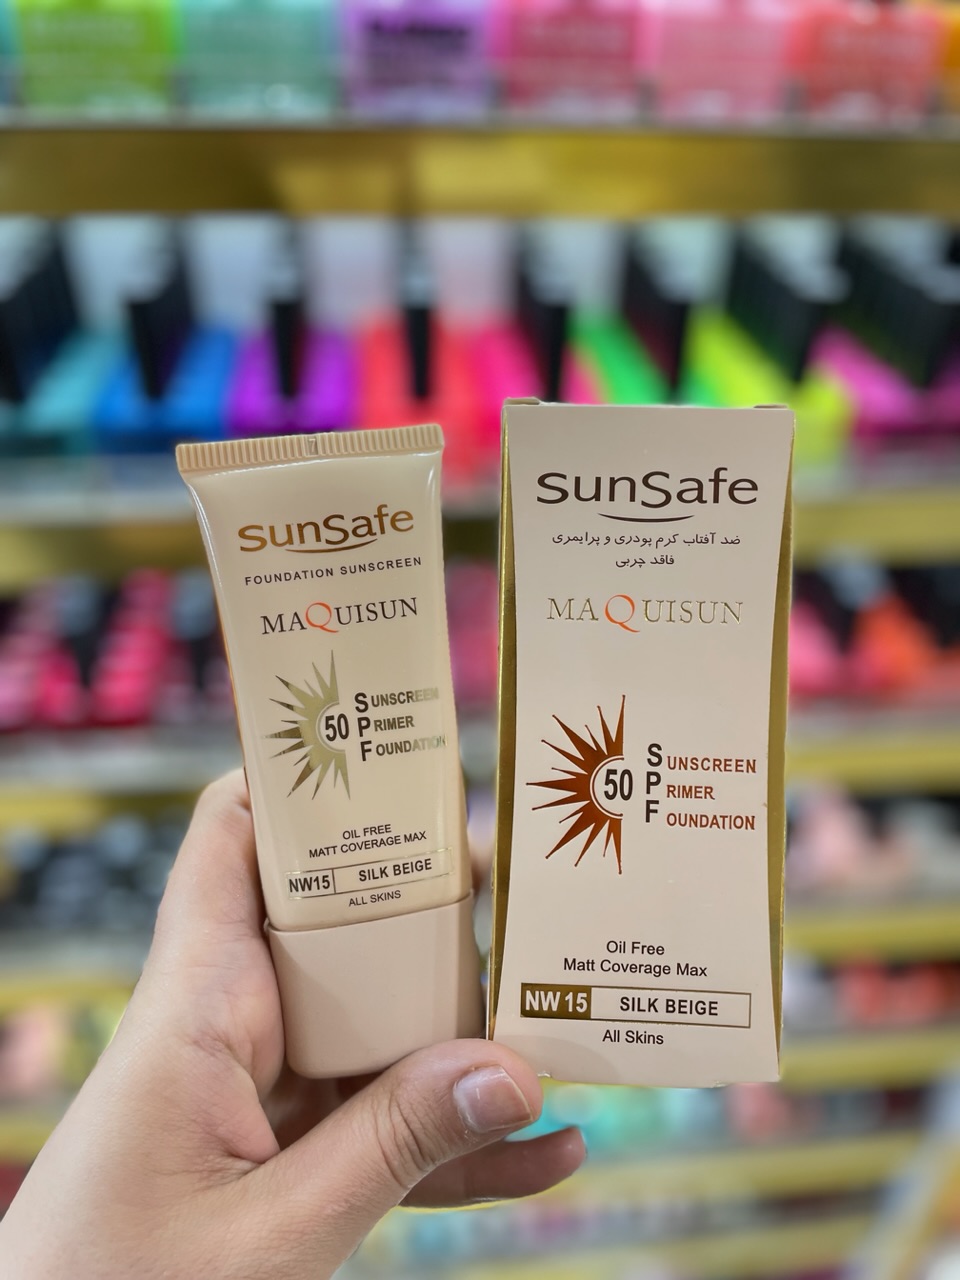 SunSafe
FOUNDATION SUNSCREEN
MAQUISUN
50
SUNSCREEN
PRIMER
FOUNDATION
OIL FREE
MATT COVERAGE MAX
NW15 SILK BEIGE
ALL SKINS
SunSafe
ضد آفتاب کرم پودری و پرایمری
فاقد چربی
MAQUISUN
50
SUNSCREEN
PRIMER
FOUNDATION
Oil Free
Matt Coverage Max
NW 15 SILK BEIGE
All Skins